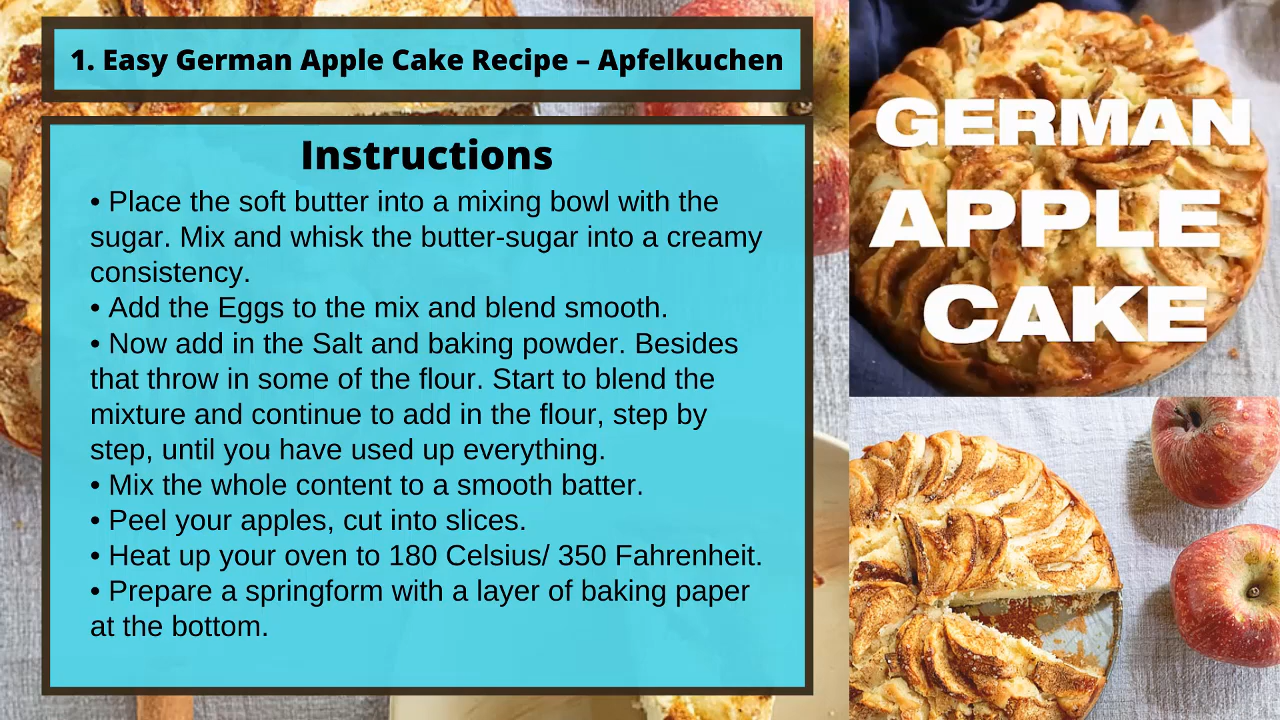 1. Easy German Apple Cake Recipe – Apfelkuchen
Instructions
• Place the soft butter into a mixing bowl with the
sugar. Mix and whisk the butter-sugar into a creamy
consistency.
• Add the Eggs to the mix and blend smooth.
• Now add in the Salt and baking powder. Besides
that throw in some of the flour. Start to blend the
mixture and continue to add in the flour, step by
step, until you have used up everything.
• Mix the whole content to a smooth batter.
• Peel your apples, cut into slices.
• Heat up your oven to 180 Celsius/ 350 Fahrenheit.
• Prepare a springform with a layer of baking paper
at the bottom.
GERMAN
APPLE
CAKE